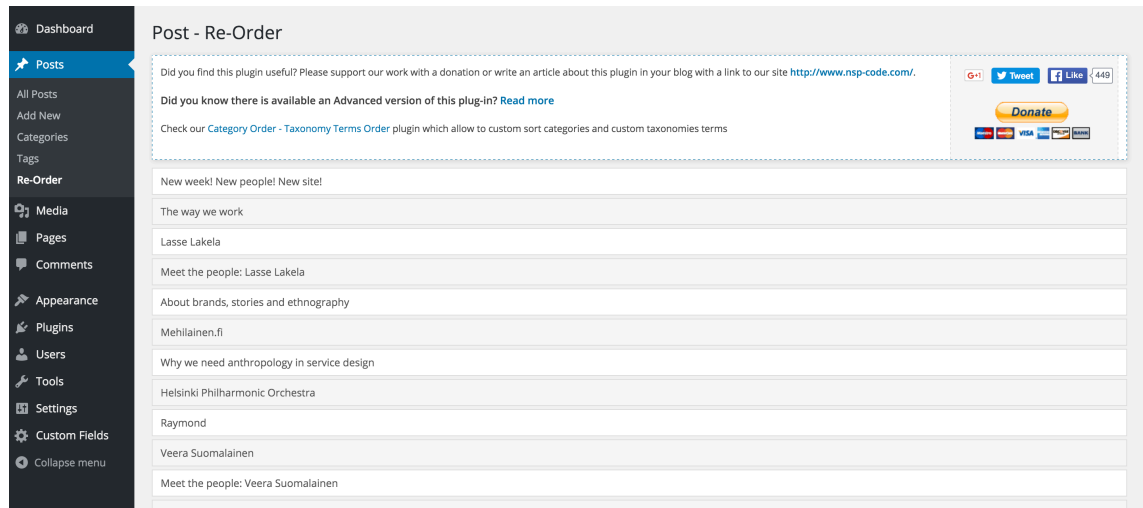 Dashboard
Posts
All Posts
Add New
Categories
Tags
Re-Order
Media
Pages
Comments
Appearance
Plugins
Users
Tools
Settings
Custom Fields
Collapse menu
Post - Re-Order
Did you find this plugin useful? Please support our work with a donation or write an article about this plugin in your blog with a link to our site http://www.nsp-code.com/.
Did you know there is available an Advanced version of this plug-in? Read more
Check our Category Order - Taxonomy Terms Order plugin which allow to custom sort categories and custom taxonomies terms
G+1
Tweet
Like
449
Donate
VISA
BANK
New week! New people! New site!
The way we work
Lasse Lakela
Meet the people: Lasse Lakela
About brands, stories and ethnography
Mehilainen.fi
Why we need anthropology in service design
Helsinki Philharmonic Orchestra
Raymond
Veera Suomalainen
Meet the people: Veera Suomalainen